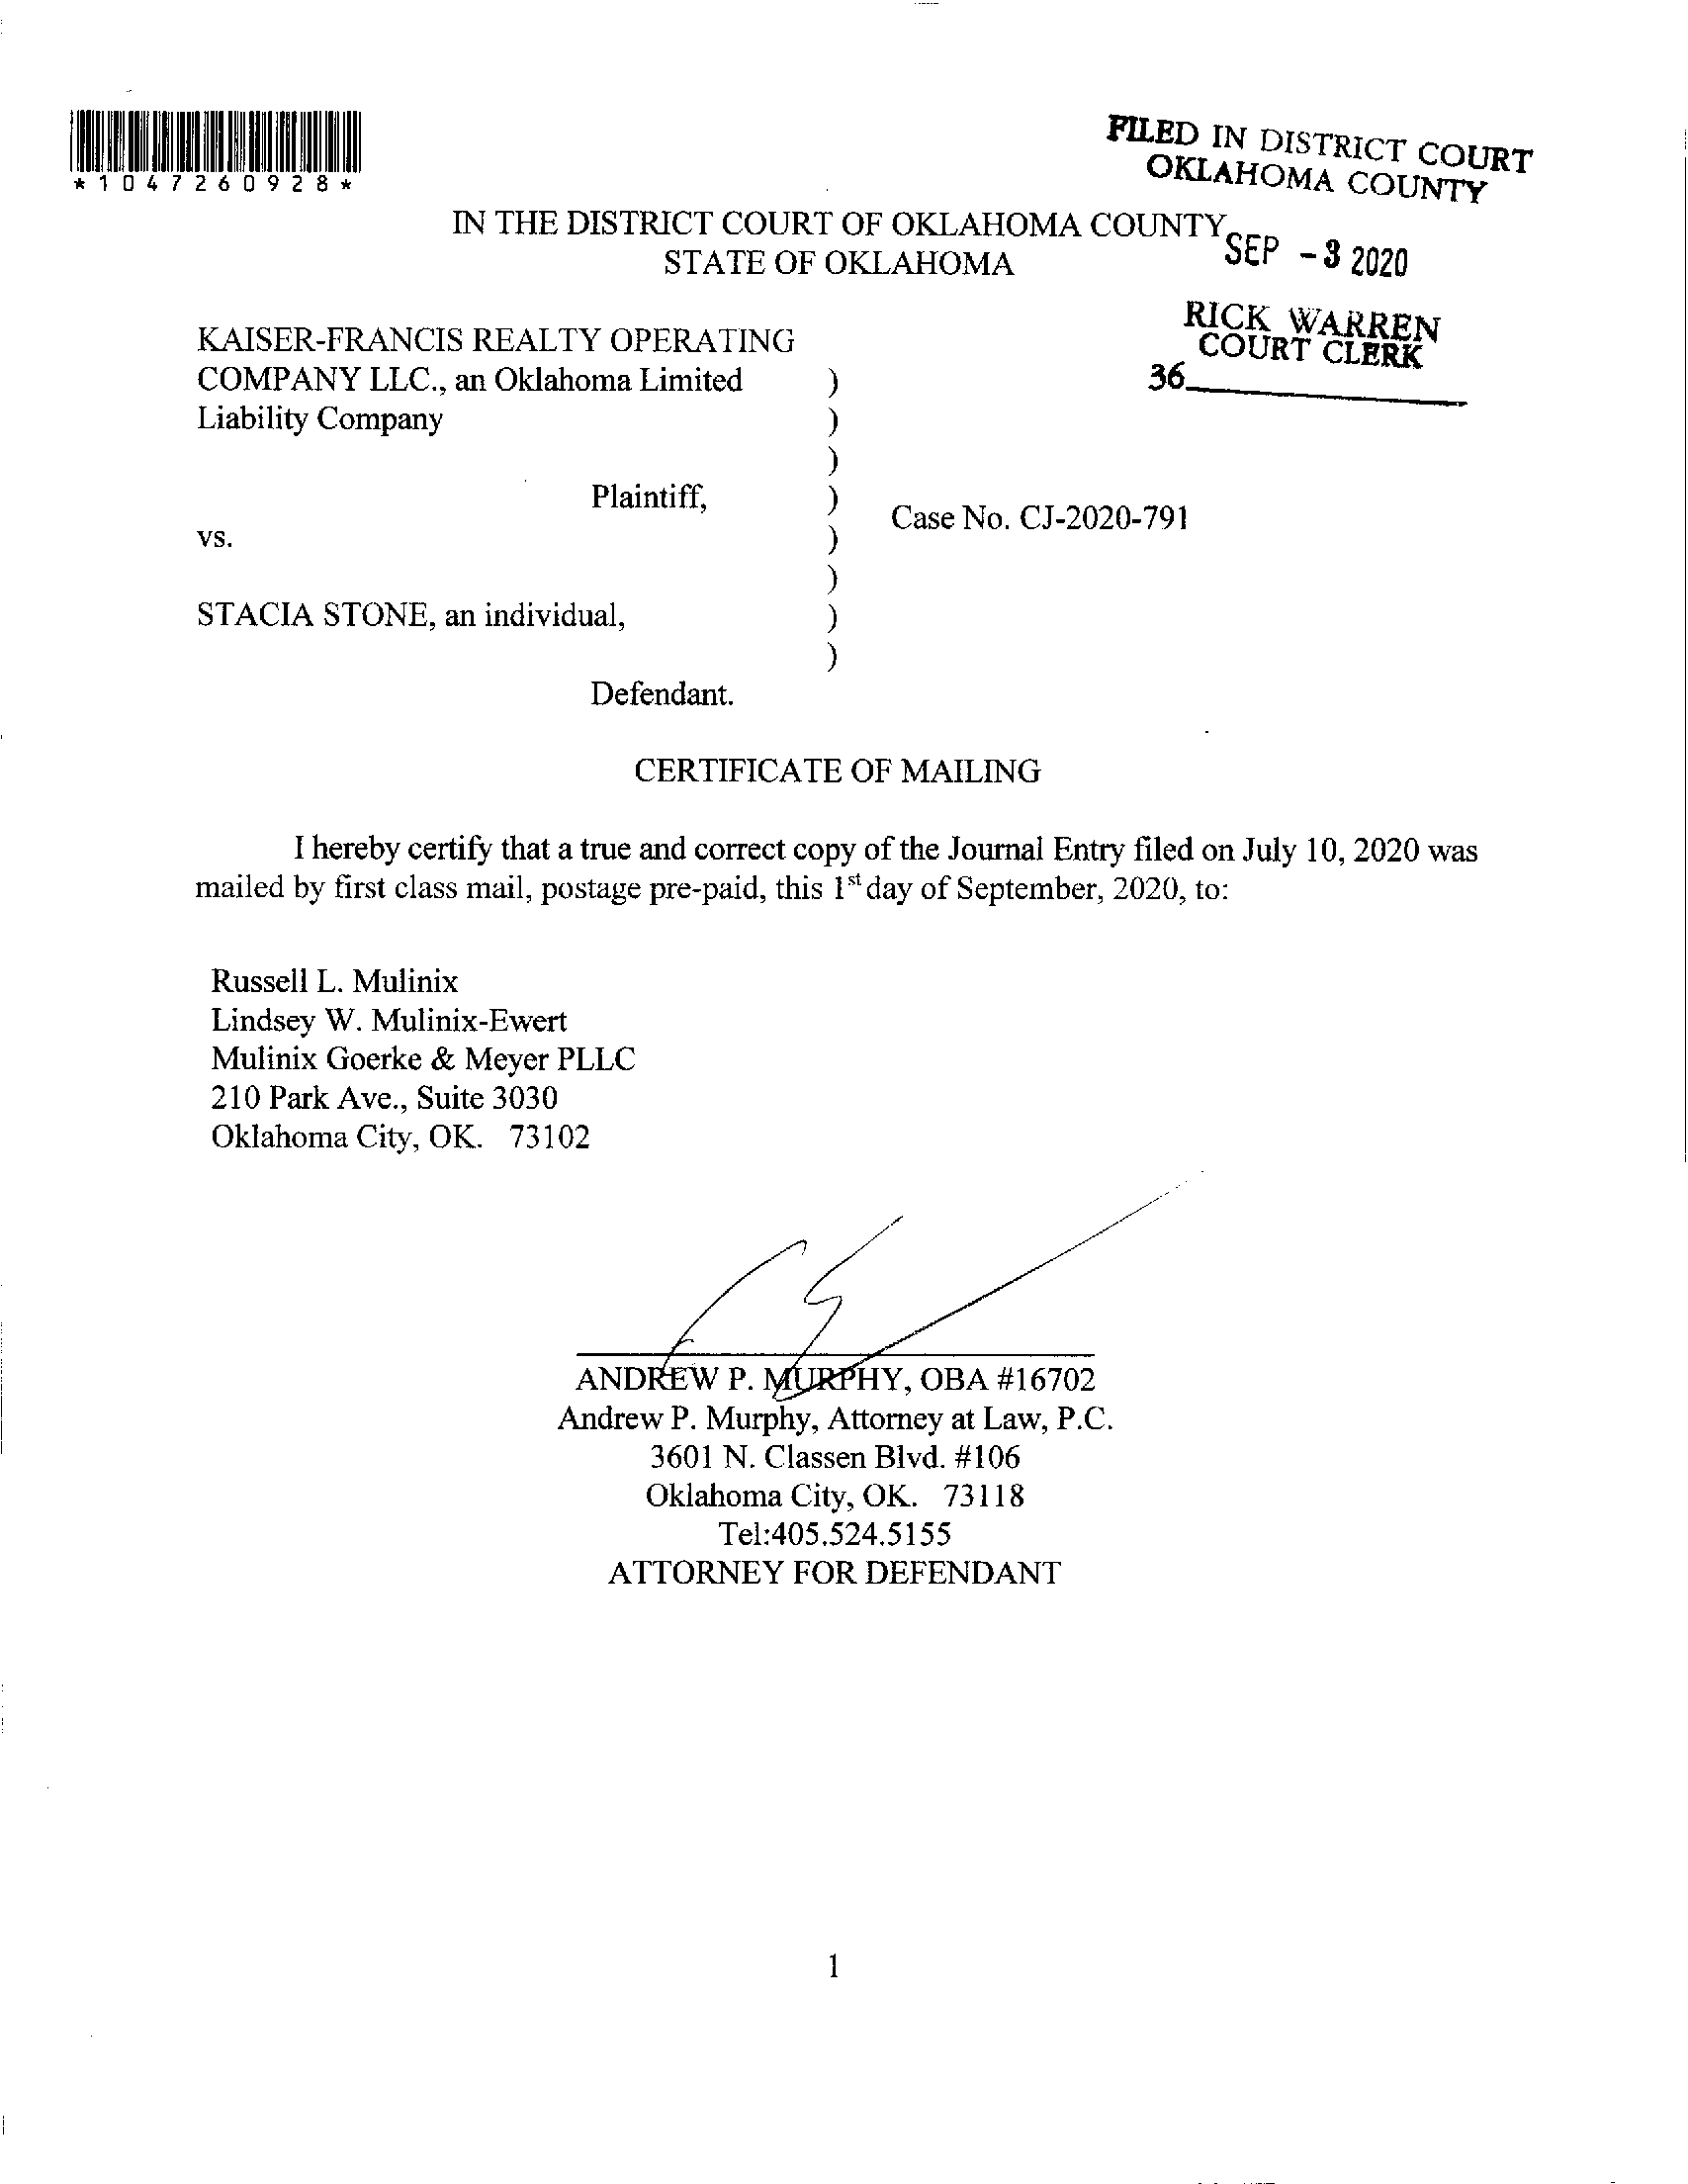 *1047260928*
FILED IN DISTRICT COURT
OKLAHOMA COUNTY
IN THE DISTRICT COURT OF OKLAHOMA COUNTY
STATE OF OKLAHOMA
SEP -3 2020
RICK WARREN
COURT CLERK
36
KAISER-FRANCIS REALTY OPERATING
COMPANY LLC., an Oklahoma Limited )
Liability Company )
)
Plaintiff, )
Case No. CJ-2020-791
vs. )
)
STACIA STONE, an individual, )
)
Defendant.
CERTIFICATE OF MAILING
I hereby certify that a true and correct copy of the Journal Entry filed on July 10, 2020 was
mailed by first class mail, postage pre-paid, this 1st day of September, 2020, to:
Russell L. Mulinix
Lindsey W. Mulinix-Ewert
Mulinix Goerke & Meyer PLLC
210 Park Ave., Suite 3030
Oklahoma City, OK. 73102
ANDREW P. MURPHY, OBA #16702
Andrew P. Murphy, Attorney at Law, P.C.
3601 N. Classen Blvd. #106
Oklahoma City, OK. 73118
Tel:405.524.5155
ATTORNEY FOR DEFENDANT
1